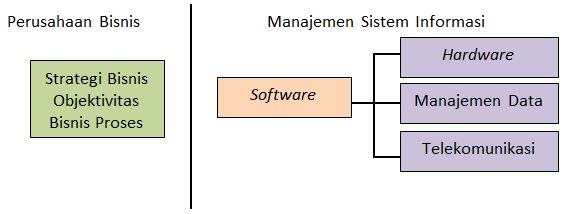 Perusahaan Bisnis
Manajemen Sistem Informasi
Strategi Bisnis
Objektivitas
Bisnis Proses
Software
Hardware
Manajemen Data
Telekomunikasi